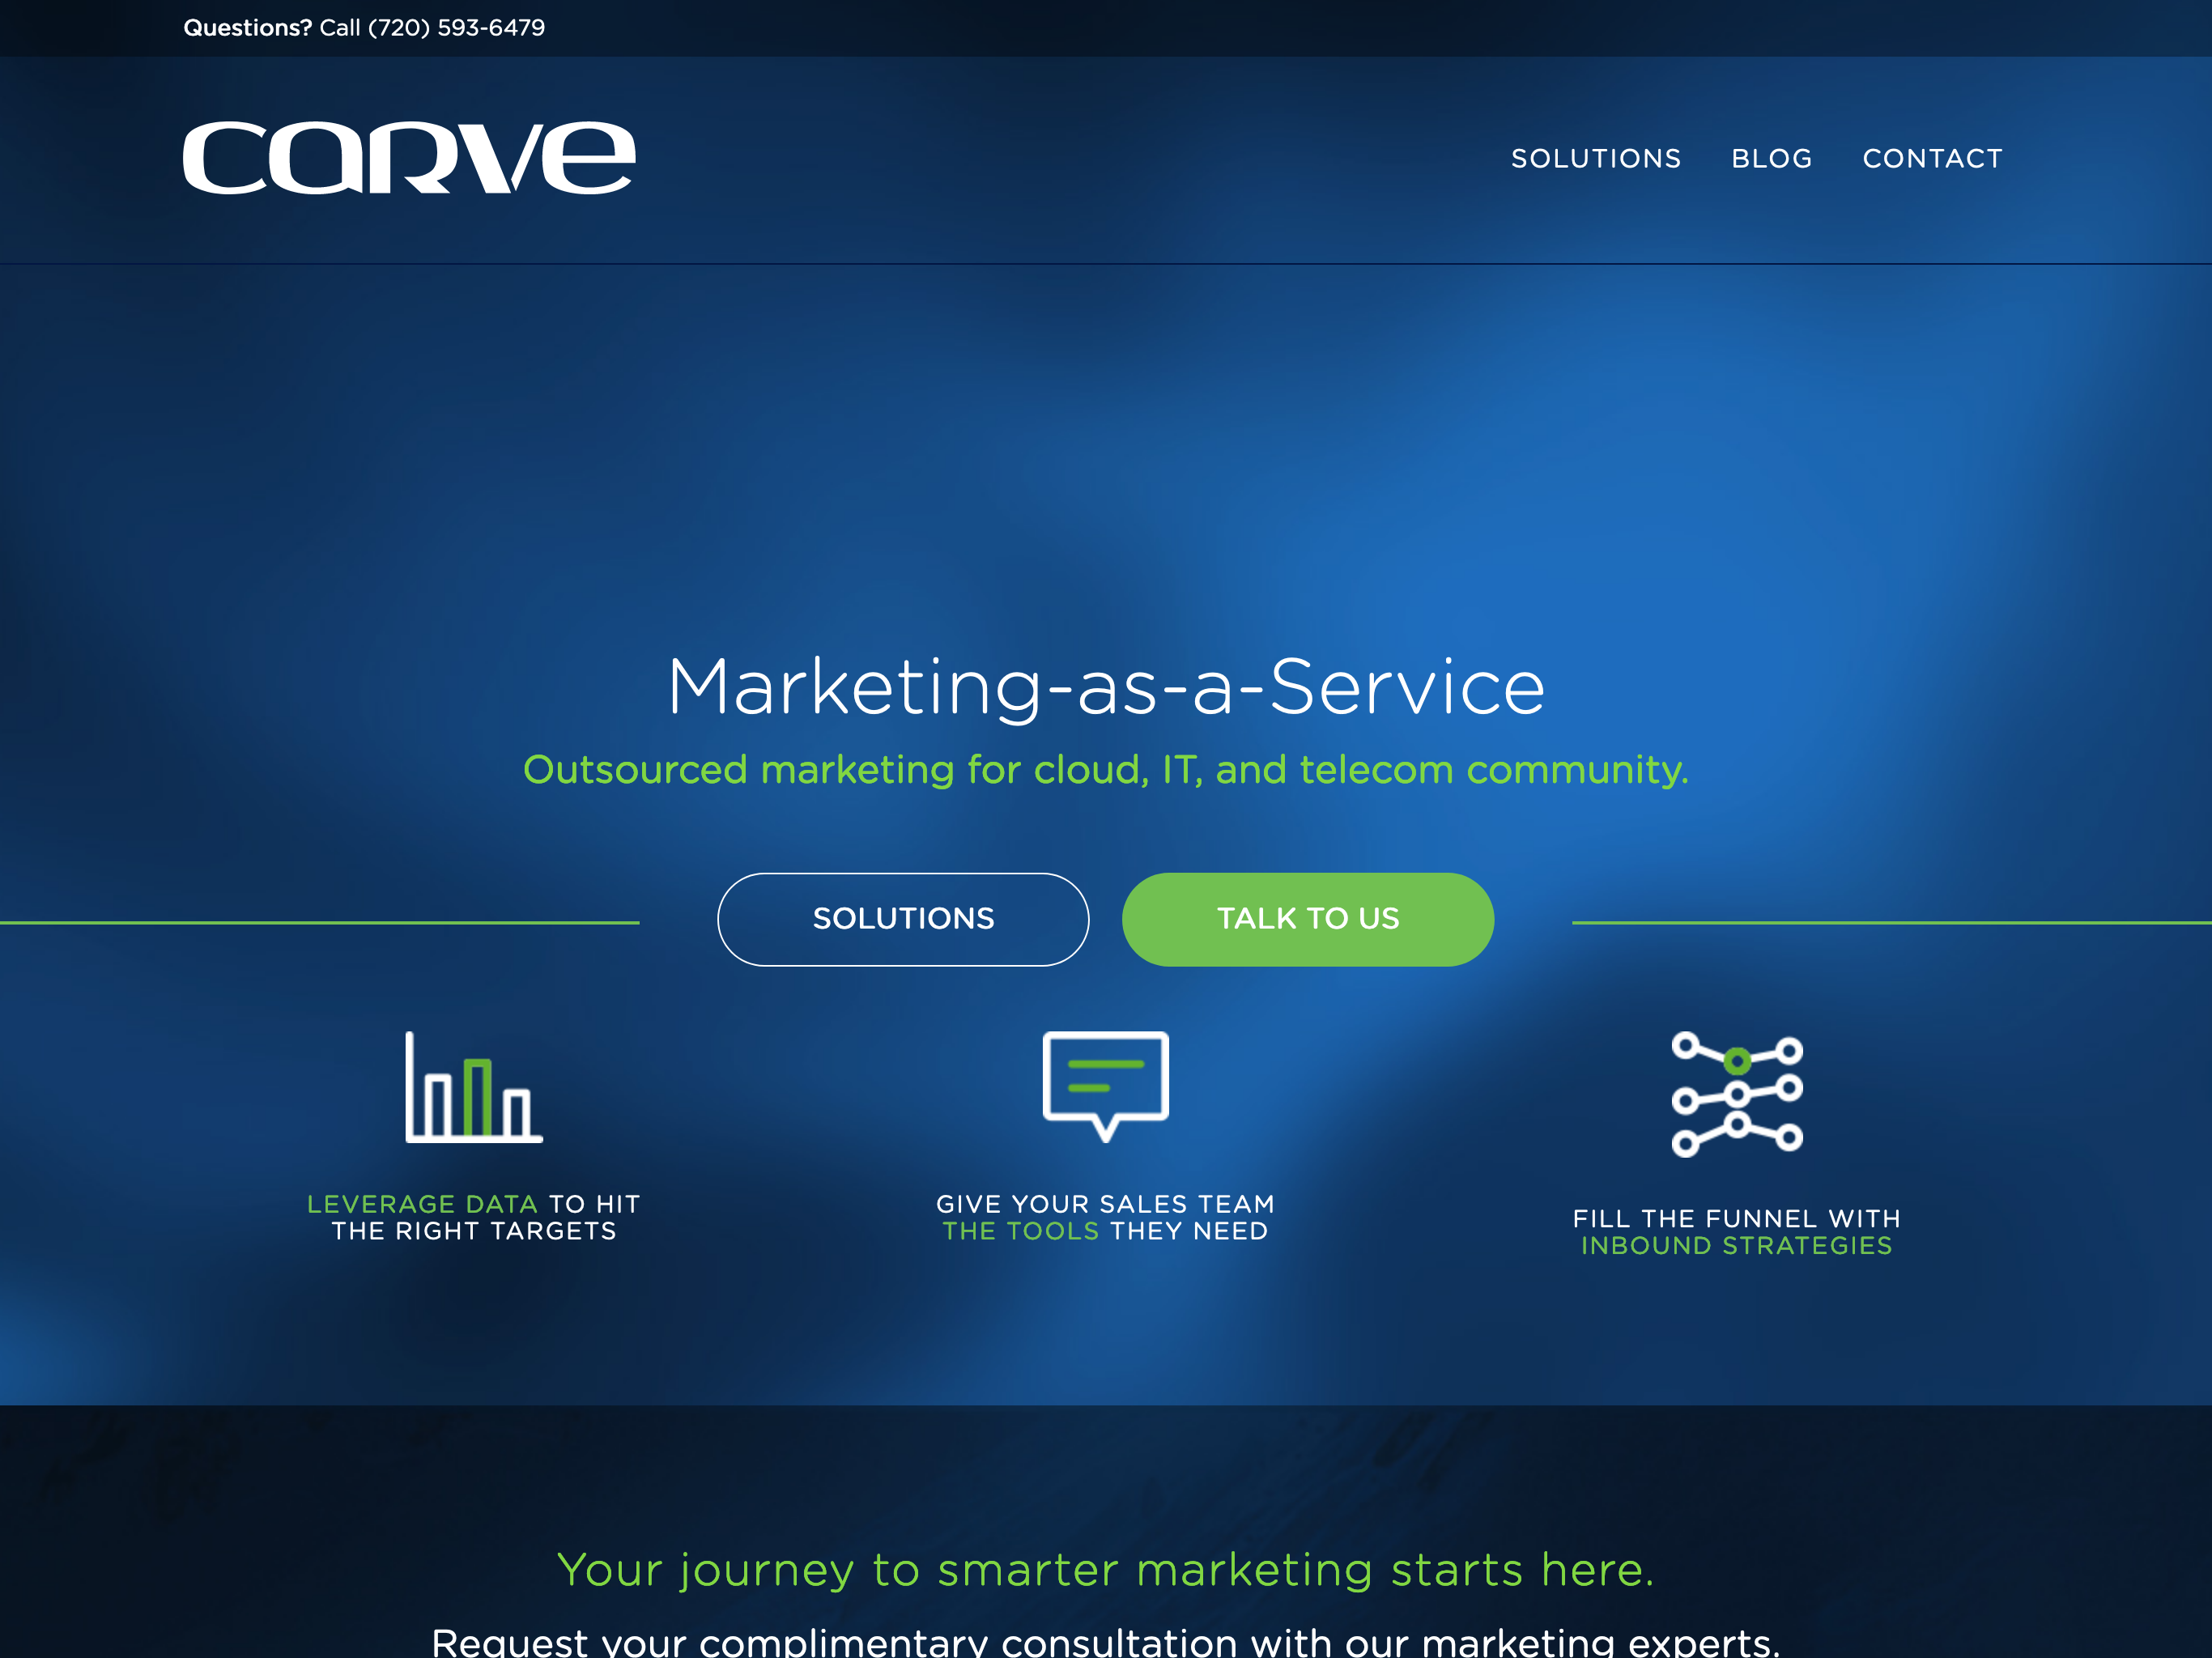 Questions? Call (720) 593-6479
carve
SOLUTIONS BLOG CONTACT
Marketing-as-a-Service
Outsourced marketing for cloud, IT, and telecom community.
SOLUTIONS TALK TO US
LEVERAGE DATA TO HIT
THE RIGHT TARGETS
GIVE YOUR SALES TEAM
THE TOOLS THEY NEED
FILL THE FUNNEL WITH
INBOUND STRATEGIES
Your journey to smarter marketing starts here.
Request your complimentary consultation with our marketing experts.